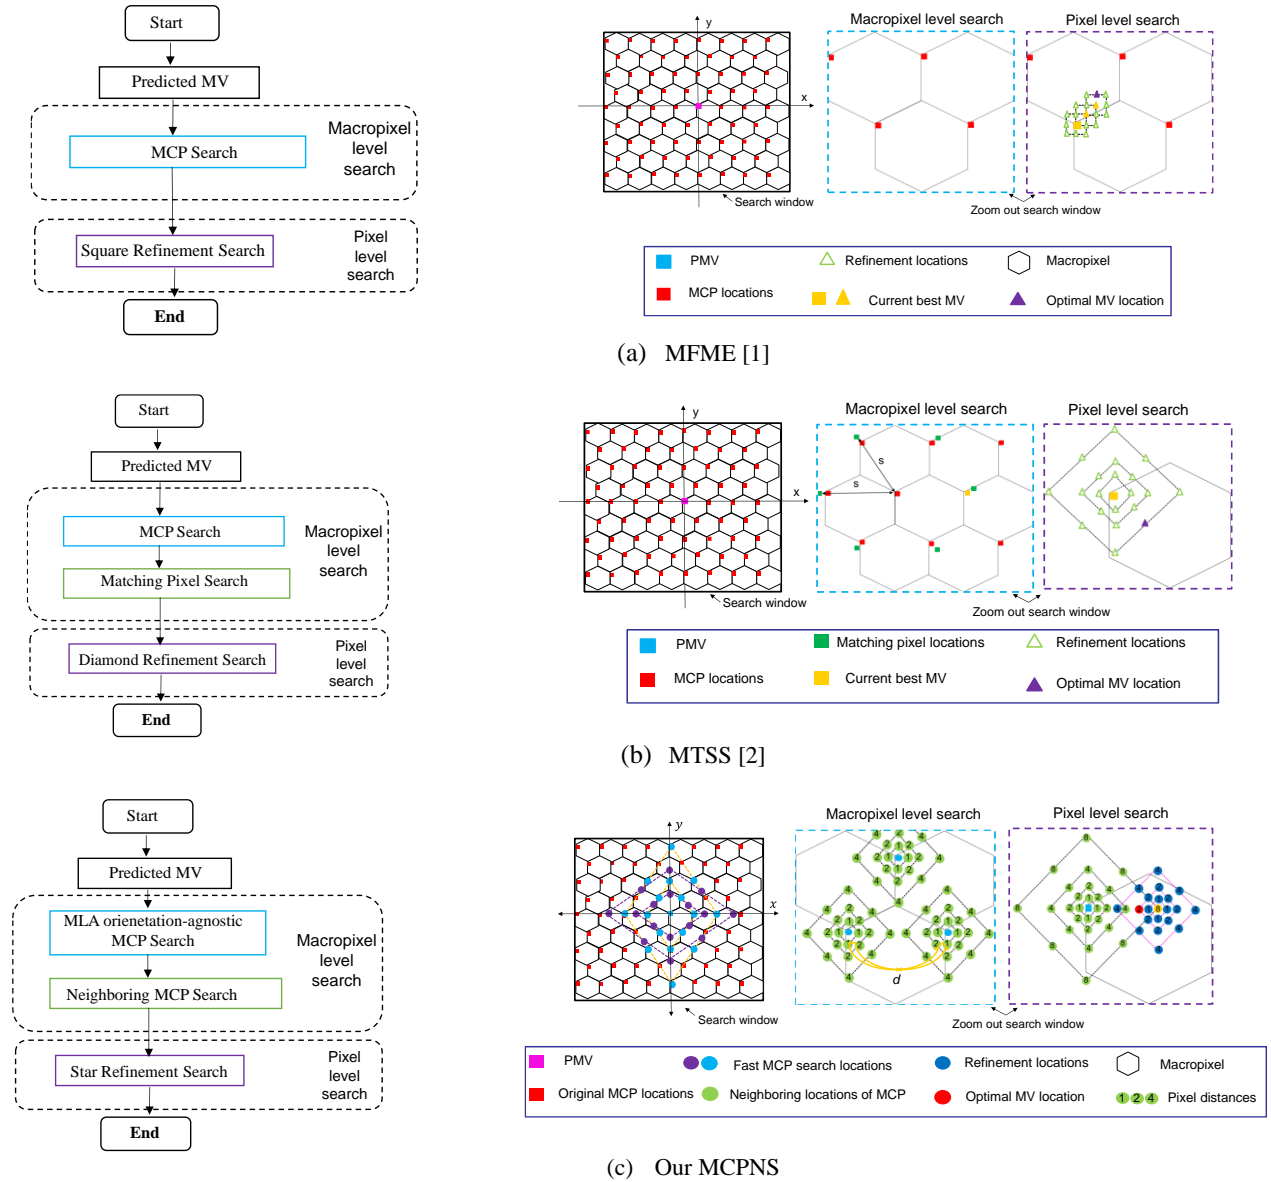 Start
Predicted MV
Macropixel
level
search
MCP Search
Pixel
level
search
Square Refinement Search
End
y
x
Search window
Macropixel level search
Pixel level search
Zoom out search window
PMV
Refinement locations
Macropixel
MCP locations
Current best MV
Optimal MV location
(a) MFME [1]
Start
Predicted MV
MCP Search
Macropixel
level
search
Matching Pixel Search
Pixel
level
search
Diamond Refinement Search
End
y
x
Search window
Macropixel level search
s
s
Pixel level search
Zoom out search window
PMV
Matching pixel locations
Refinement locations
MCP locations
Current best MV
Optimal MV location
(b) MTSS [2]
Start
Predicted MV
MLA orienetation-agnostic
MCP Search
Macropixel
level
search
Neighboring MCP Search
Pixel
level
search
Star Refinement Search
End
y
x
Search window
Macropixel level search
d
Pixel level search
Zoom out search window
PMV
Fast MCP search locations
Refinement locations
Macropixel
Original MCP locations
Neighboring locations of MCP
Optimal MV location
1 2 4 Pixel distances
(c) Our MCPNS